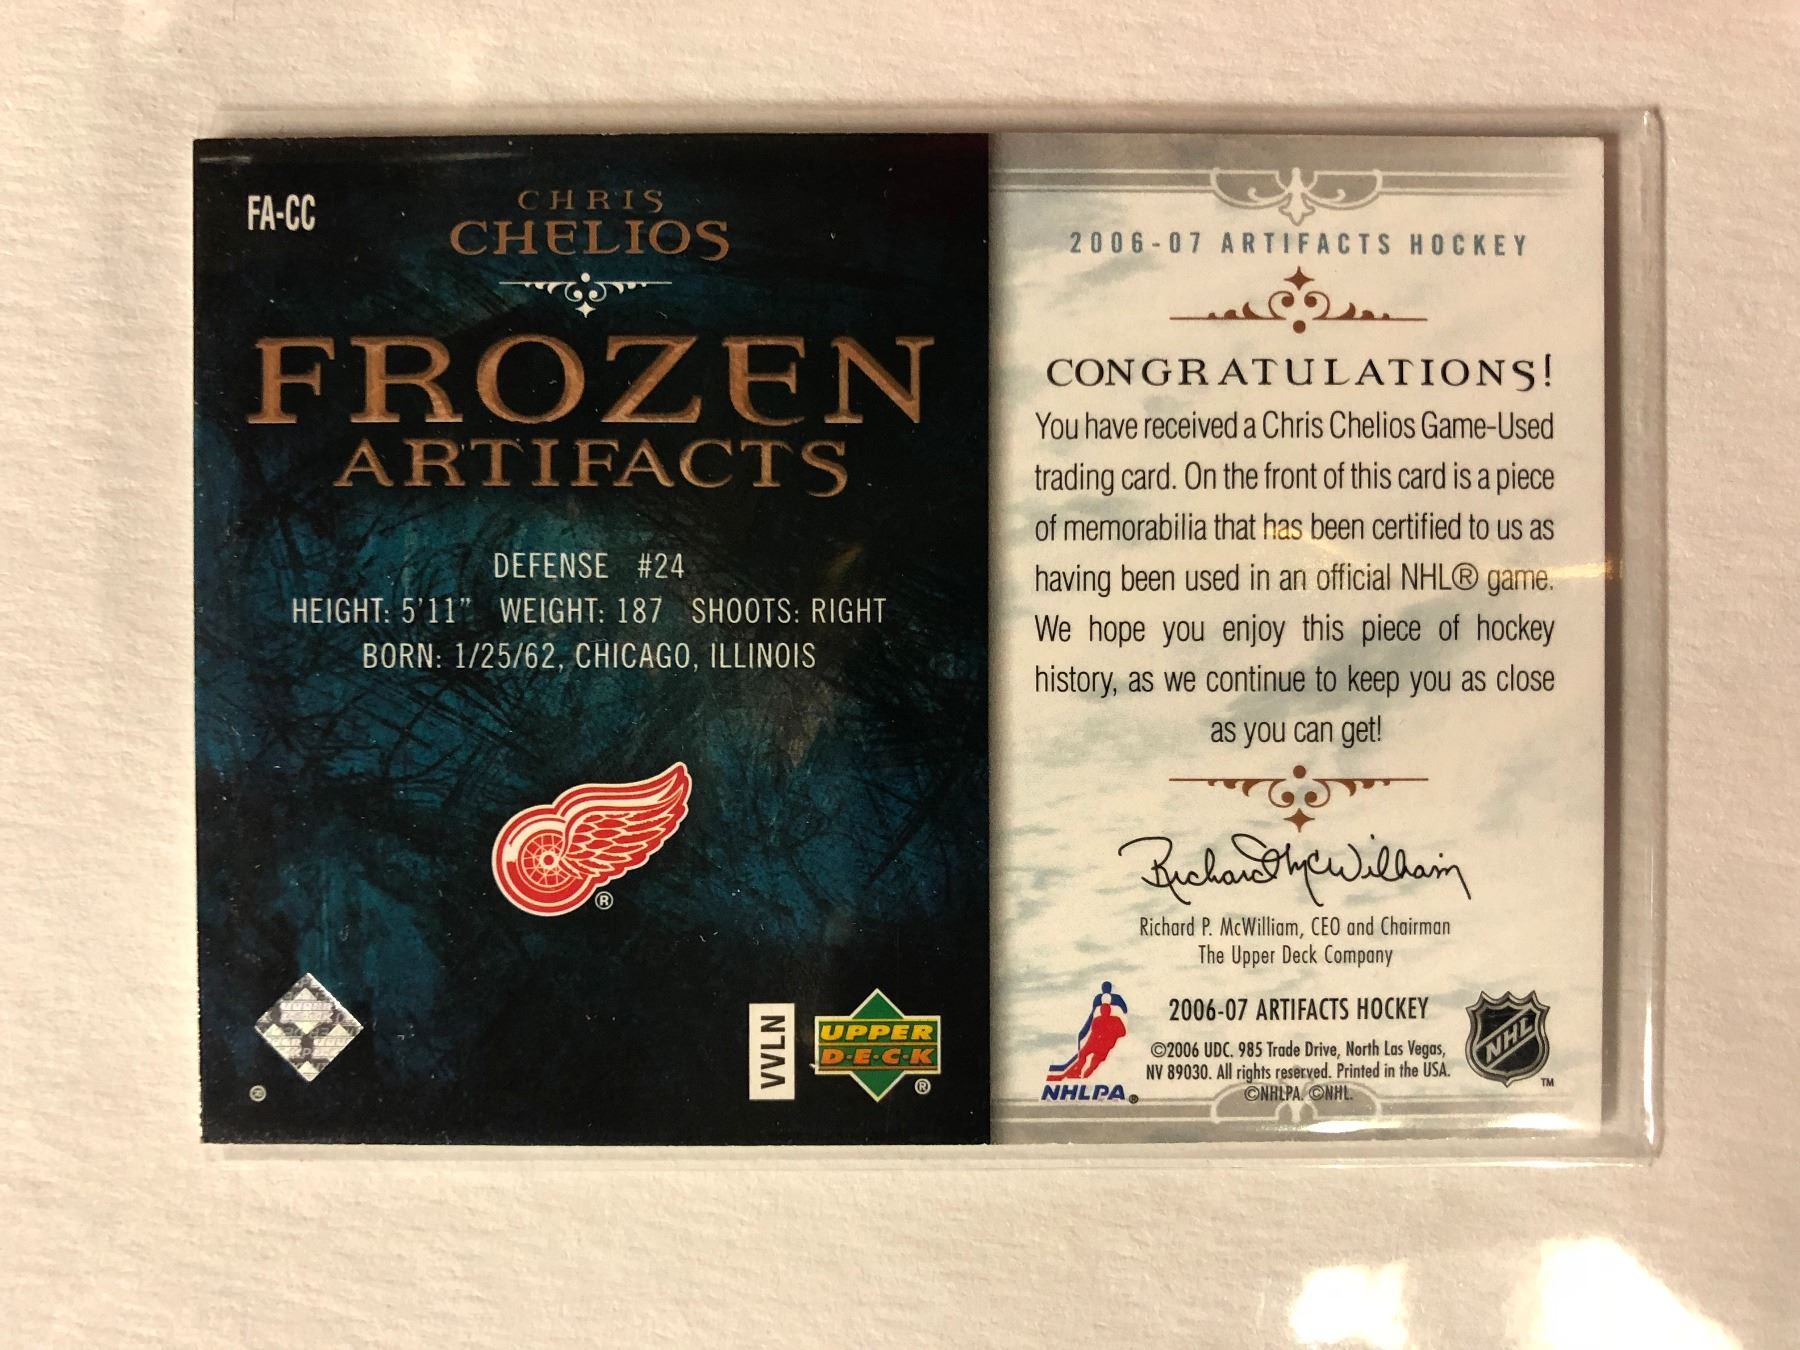 FA-CC
CHRIS
CHELIOS
FROZEN
ARTIFACTS
DEFENSE #24
HEIGHT: 5'11" WEIGHT: 187 SHOOTS: RIGHT
BORN: 1/25/62, CHICAGO, ILLINOIS
®
VVLN
UPPER
D·E·C·K
®
2006-07 ARTIFACTS HOCKEY
CONGRATULATIONS!
You have received a Chris Chelios Game-Used
trading card. On the front of this card is a piece
of memorabilia that has been certified to us as
having been used in an official NHL® game.
We hope you enjoy this piece of hockey
history, as we continue to keep you as close
as you can get!
Richard McWilliam
Richard P. McWilliam, CEO and Chairman
The Upper Deck Company
2006-07 ARTIFACTS HOCKEY
©2006 UDC. 985 Trade Drive, North Las Vegas,
NV 89030. All rights reserved. Printed in the USA.
©NHLPA. ©NHL.
NHLPA®
NHL
TM